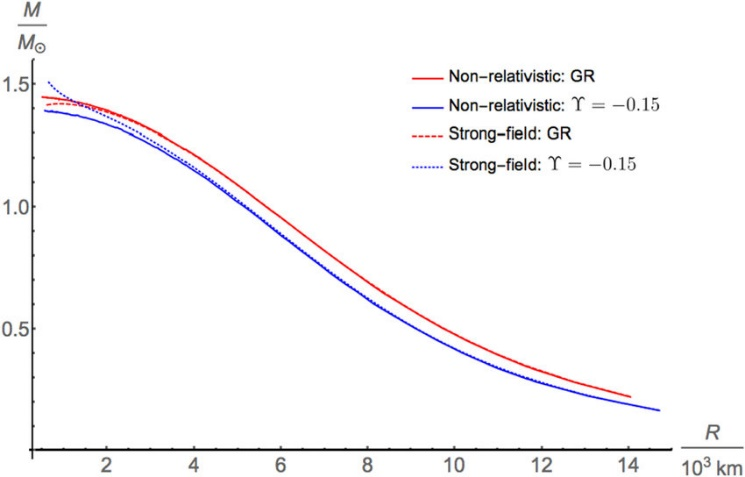 M
M⊙
1.5
1.0
0.5
Non-relativistic: GR
Non-relativistic: ϒ = −0.15
Strong-field: GR
Strong-field: ϒ = −0.15
2 4 6 8 10 12 14
R
10³ km